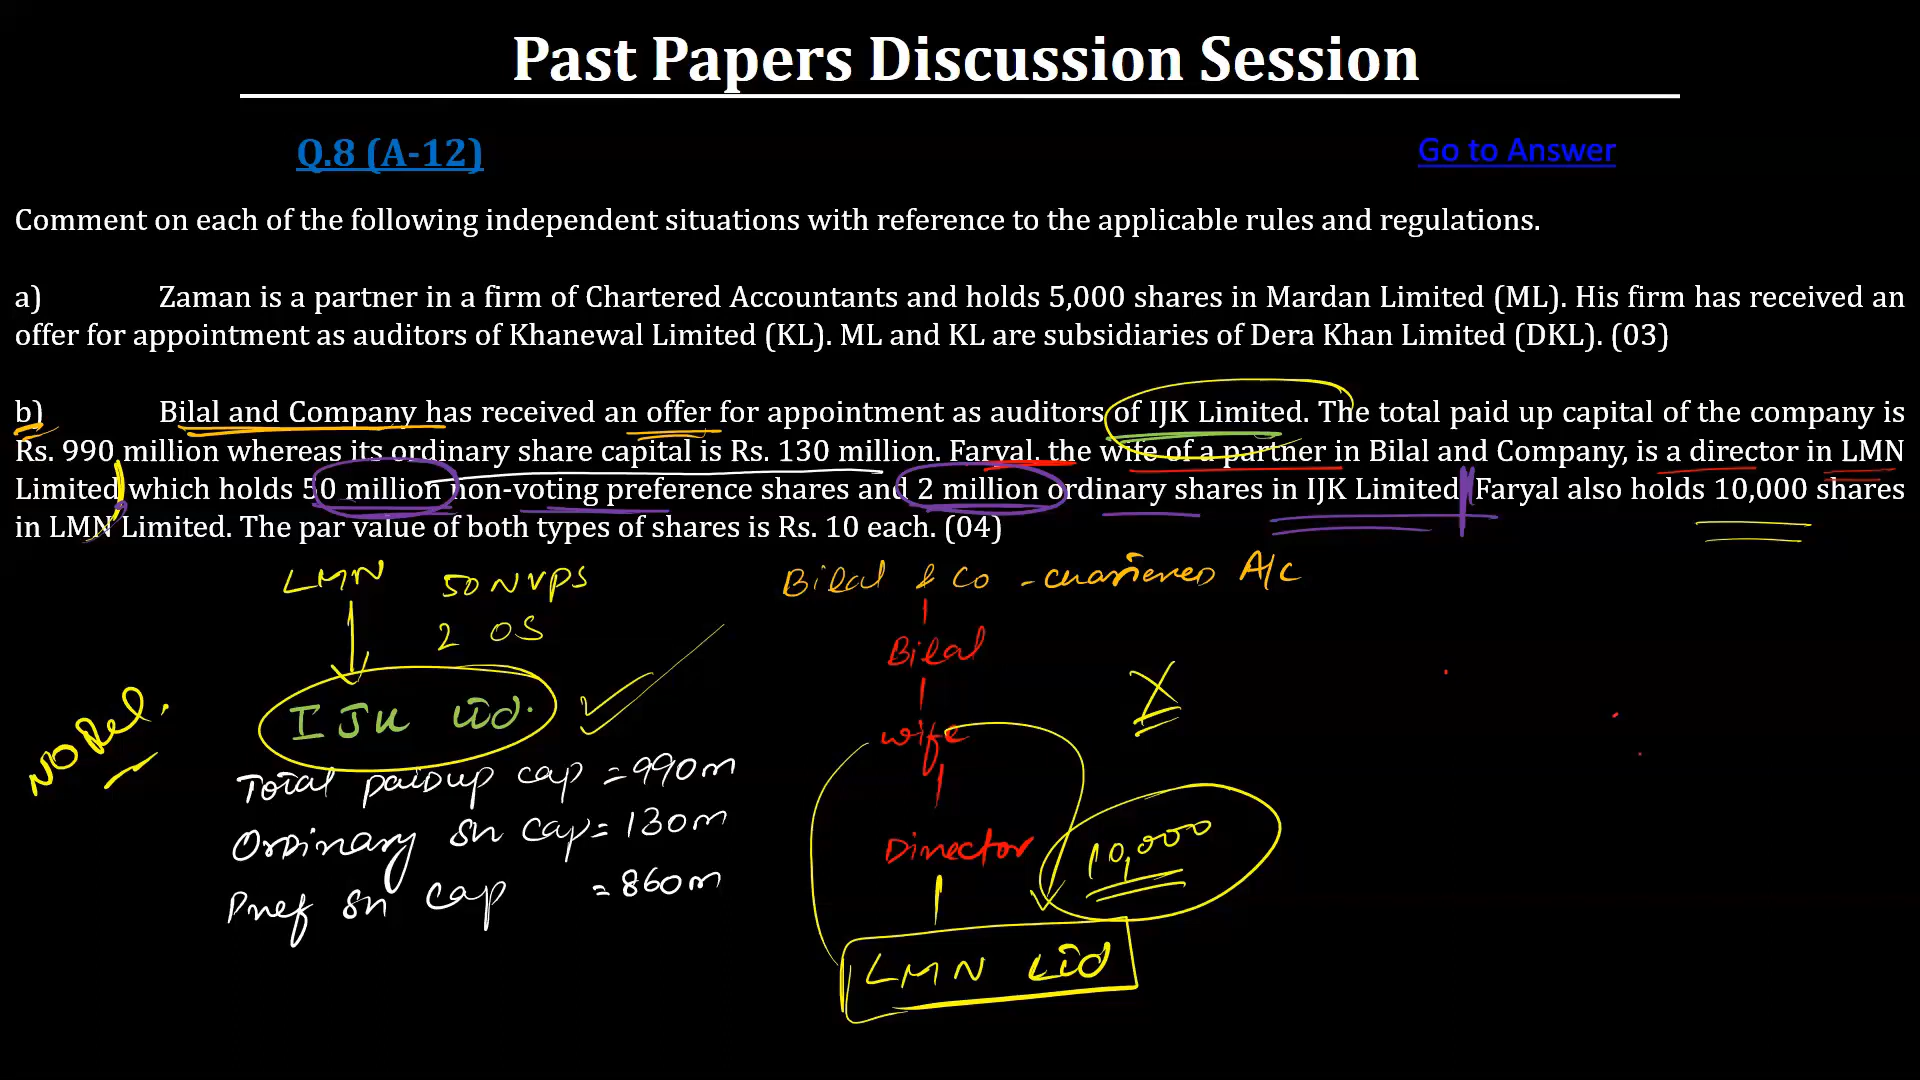 Past Papers Discussion Session
Q.8 (A-12)
Go to Answer
Comment on each of the following independent situations with reference to the applicable rules and regulations.
a) Zaman is a partner in a firm of Chartered Accountants and holds 5,000 shares in Mardan Limited (ML). His firm has received an
offer for appointment as auditors of Khanewal Limited (KL). ML and KL are subsidiaries of Dera Khan Limited (DKL). (03)
b) Bilal and Company has received an offer for appointment as auditors of IJK Limited. The total paid up capital of the company is
Rs. 990 million whereas its ordinary share capital is Rs. 130 million. Faryal, the wife of a partner in Bilal and Company, is a director in LMN
Limited which holds 50 million non-voting preference shares and 2 million ordinary shares in IJK Limited. Faryal also holds 10,000 shares
in LMN Limited. The par value of both types of shares is Rs. 10 each. (04)
LMN 50 NVPS
2 OS
IJK Ltd.
NO Rel.
Total paidup cap = 990m
Ordinary sh cap = 130m
Pref sh cap = 860m
Bilal & Co - chartered A/C
Bilal
wife
Director
LMN Ltd
10,000
X